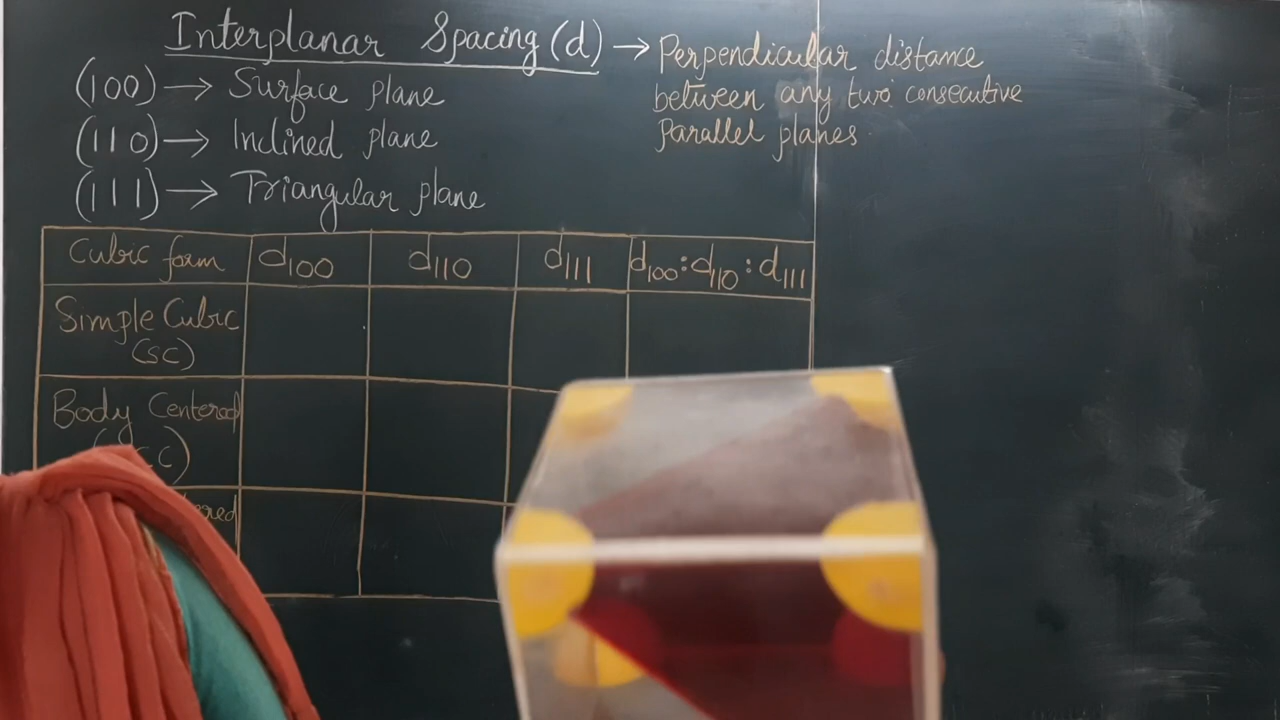 Interplanar Spacing (d) → Perpendicular distance
between any two consecutive
Parallel planes
(100) → Surface plane
(110) → Inclined plane
(111) → Triangular plane
Cubic form d100 d110 d111 d100:d110:d111
Simple Cubic
(SC)
Body Centered